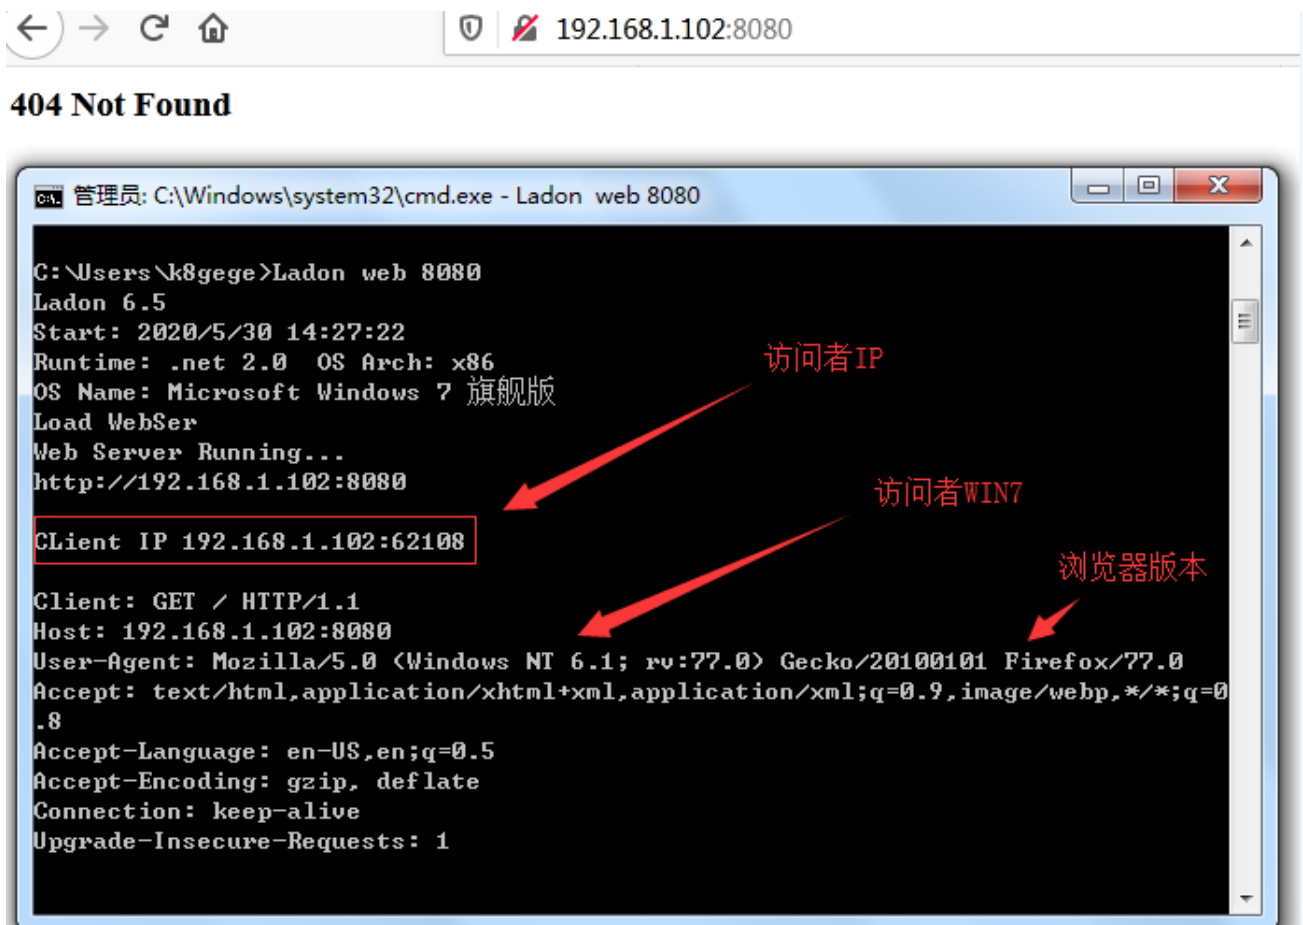 192.168.1.102:8080
404 Not Found
管理员: C:\Windows\system32\cmd.exe - Ladon  web 8080
C:\Users\k8gege>Ladon web 8080
Ladon 6.5
Start: 2020/5/30 14:27:22
Runtime: .net 2.0  OS Arch: x86
访问者IP
OS Name: Microsoft Windows 7 旗舰版
Load WebSer
Web Server Running...
http://192.168.1.102:8080
访问者WIN7
CLient IP 192.168.1.102:62108
浏览器版本
Client: GET / HTTP/1.1
Host: 192.168.1.102:8080
User-Agent: Mozilla/5.0 (Windows NT 6.1; rv:77.0) Gecko/20100101 Firefox/77.0
Accept: text/html,application/xhtml+xml,application/xml;q=0.9,image/webp,*/*;q=0
.8
Accept-Language: en-US,en;q=0.5
Accept-Encoding: gzip, deflate
Connection: keep-alive
Upgrade-Insecure-Requests: 1